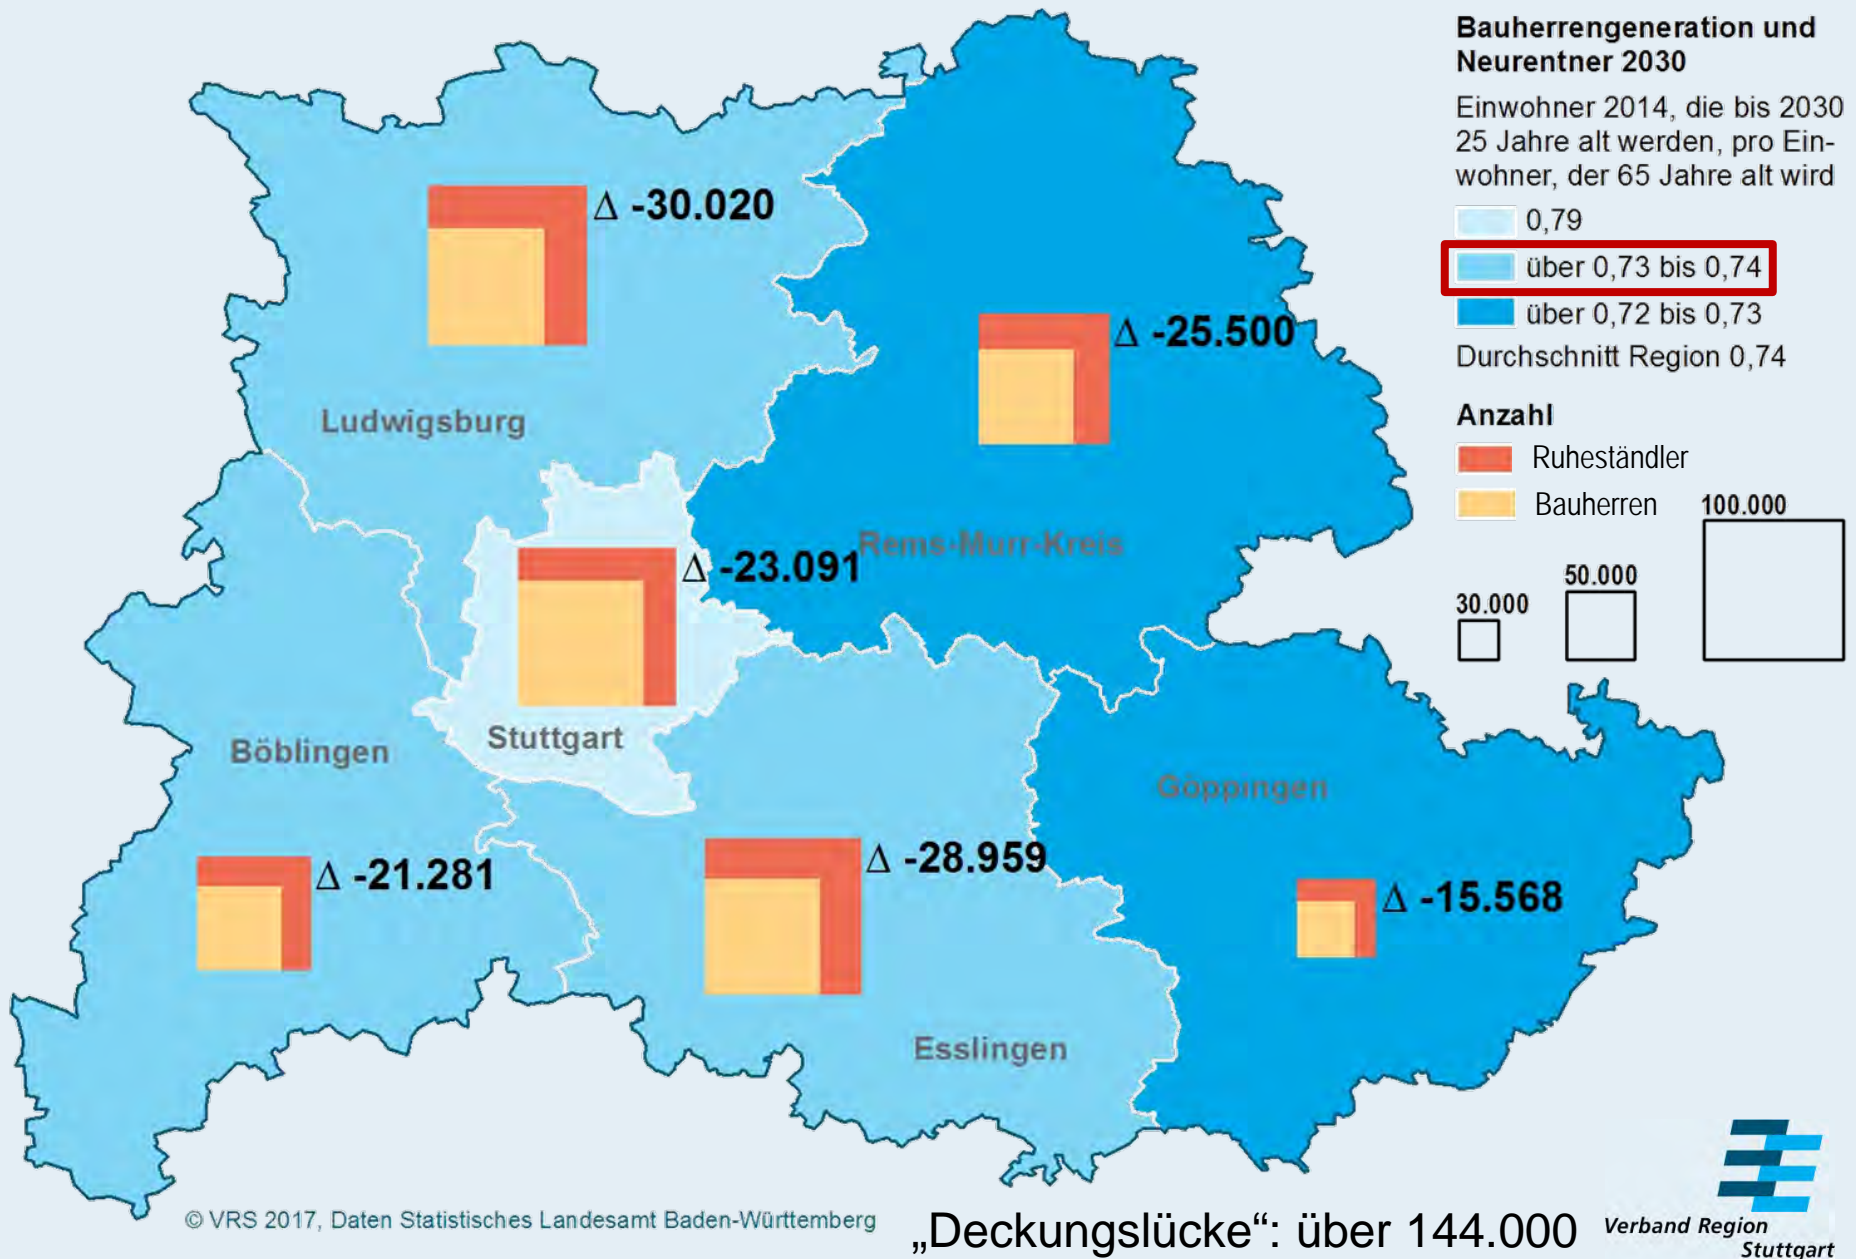 Bauherrengeneration und
Neurentner 2030
Einwohner 2014, die bis 2030
25 Jahre alt werden, pro Ein-
wohner, der 65 Jahre alt wird
0,79
über 0,73 bis 0,74
über 0,72 bis 0,73
Durchschnitt Region 0,74
Anzahl
Ruheständler
Bauherren
30.000
50.000
100.000
Δ -30.020
Ludwigsburg
Δ -25.500
Rems-Murr-Kreis
Δ -23.091
Stuttgart
Böblingen
Δ -21.281
Δ -28.959
Esslingen
Göppingen
Δ -15.568
© VRS 2017, Daten Statistisches Landesamt Baden-Württemberg
„Deckungslücke“: über 144.000
Verband Region
Stuttgart